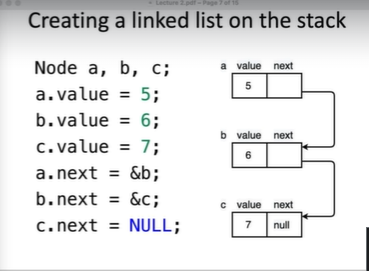 Lecture 2.pdf – Page 7 of 15
Creating a linked list on the stack
Node a, b, c;
a.value = 5;
b.value = 6;
c.value = 7;
a.next = &b;
b.next = &c;
c.next = NULL;
a value next
5
b value next
6
c value next
7 null